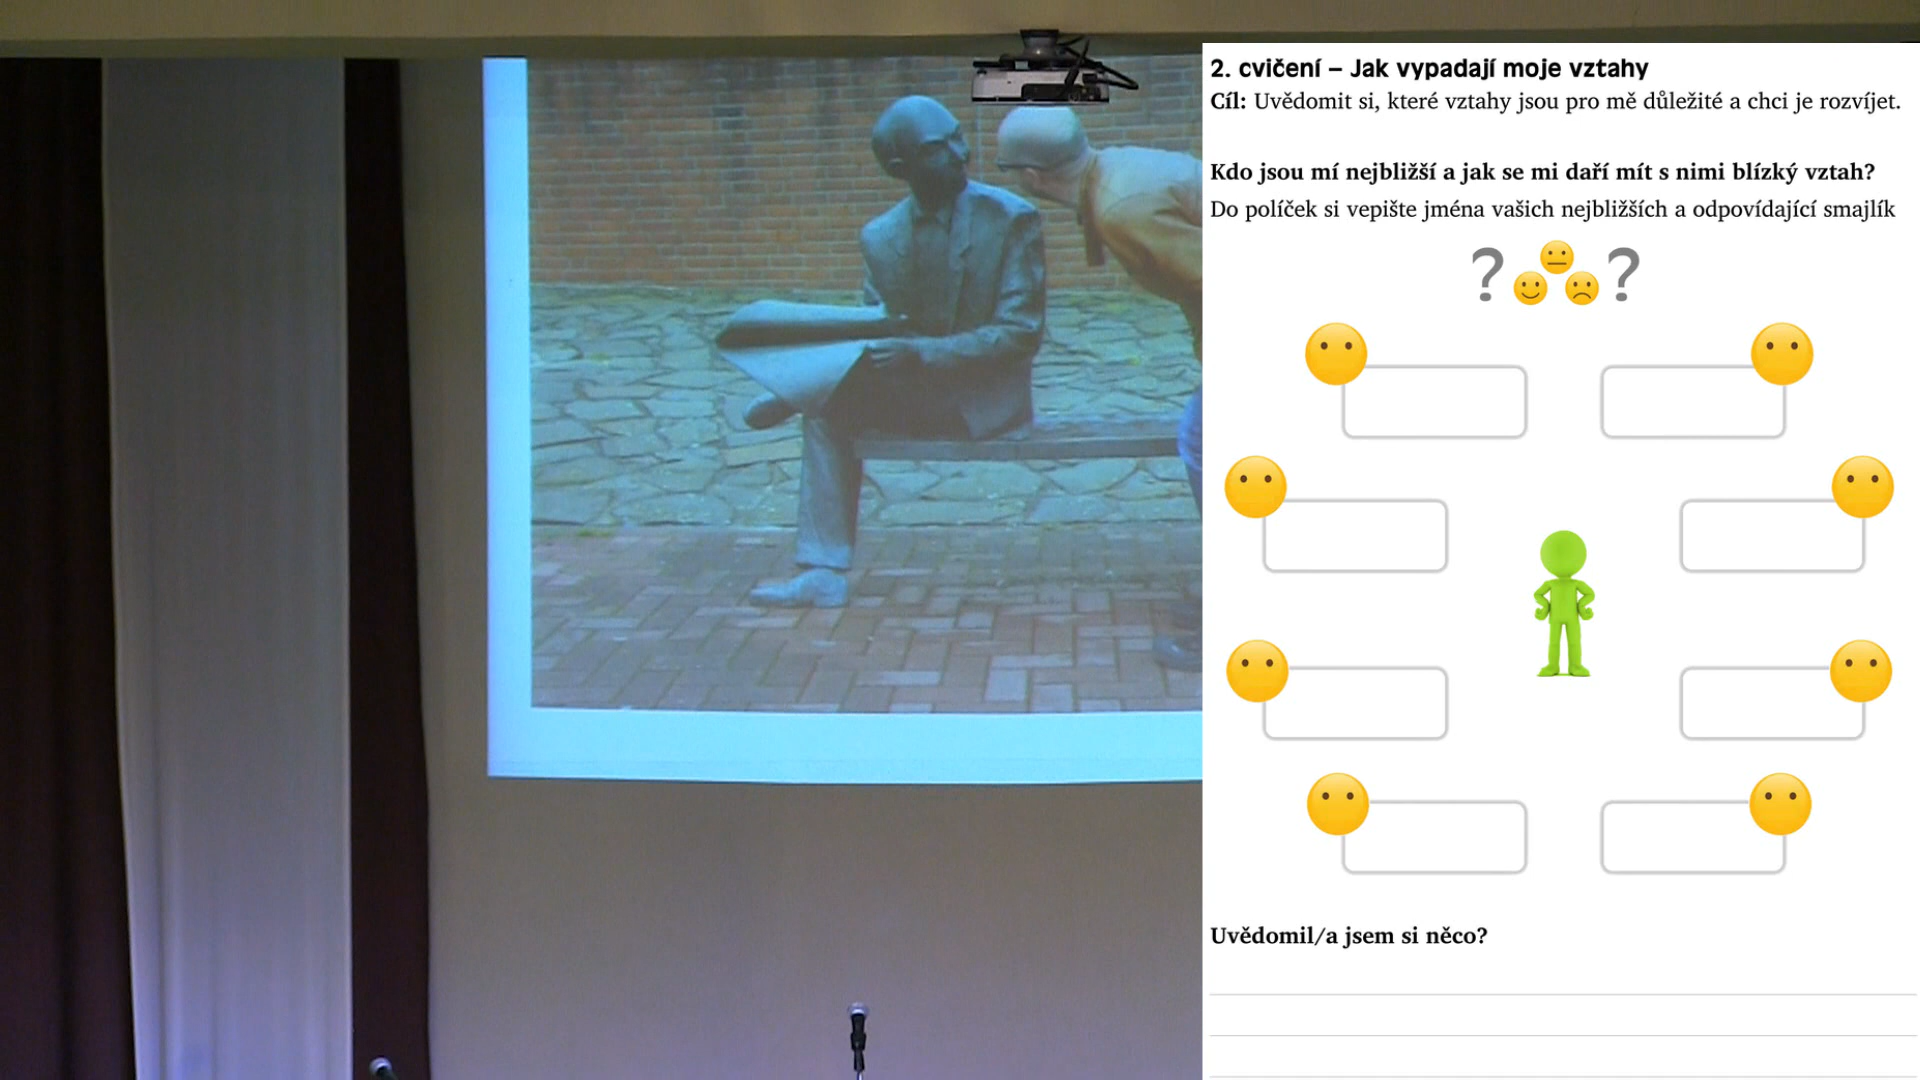 2. cvičení – Jak vypadají moje vztahy
Cíl: Uvědomit si, které vztahy jsou pro mě důležité a chci je rozvíjet.
Kdo jsou mí nejbližší a jak se mi daří mít s nimi blízký vztah?
Do políček si vepište jména vašich nejbližších a odpovídající smajlík
? ?
Uvědomil/a jsem si něco?